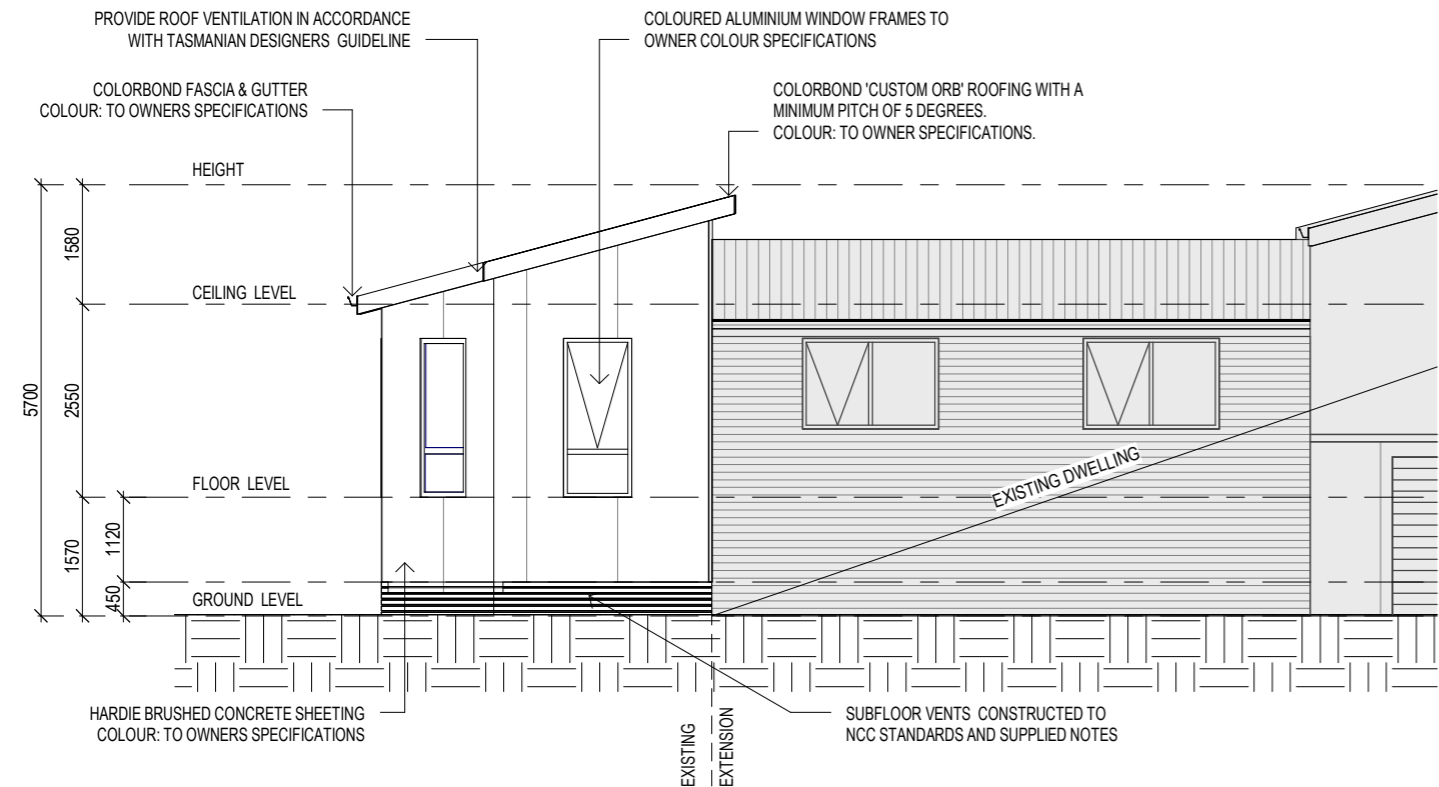 PROVIDE ROOF VENTILATION IN ACCORDANCE
WITH TASMANIAN DESIGNERS GUIDELINE
COLOURED ALUMINIUM WINDOW FRAMES TO
OWNER COLOUR SPECIFICATIONS
COLORBOND FASCIA & GUTTER
COLOUR: TO OWNERS SPECIFICATIONS
COLORBOND 'CUSTOM ORB' ROOFING WITH A
MINIMUM PITCH OF 5 DEGREES.
COLOUR: TO OWNER SPECIFICATIONS.
HEIGHT
1580
CEILING LEVEL
5700
2550
FLOOR LEVEL
EXISTING DWELLING
1570
1120
450
GROUND LEVEL
HARDIE BRUSHED CONCRETE SHEETING
COLOUR: TO OWNERS SPECIFICATIONS
EXISTING
EXTENSION
SUBFLOOR VENTS CONSTRUCTED TO
NCC STANDARDS AND SUPPLIED NOTES